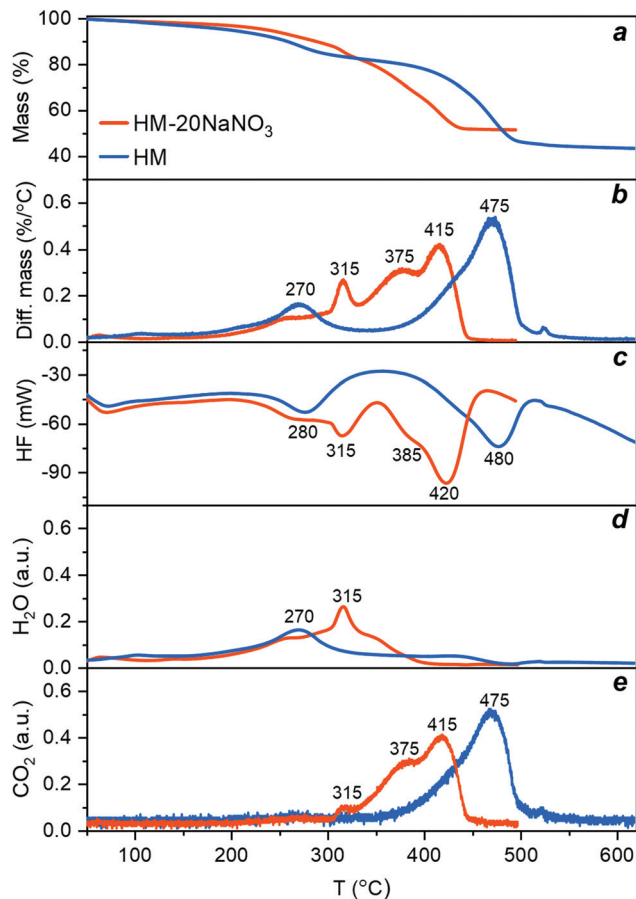 100
80
60
40
Mass (%)
a
HM-20NaNO₃
HM
0.6
0.4
0.2
0.0
Diff. mass (%/°C)
b
270
315
375
415
475
-30
-60
-90
HF (mW)
c
280
315
385
420
480
0.6
0.4
0.2
0.0
H₂O (a.u.)
d
270
315
0.6
0.4
0.2
0.0
CO₂ (a.u.)
e
315
375
415
475
100 200 300 400 500 600
T (°C)